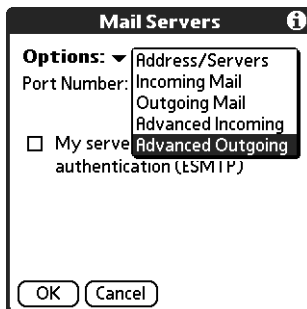 Mail Servers
Options:
Address/Servers
Port Number:
Incoming Mail
Outgoing Mail
Advanced Incoming
My serve
Advanced Outgoing
authentication (ESMTP)
OK
Cancel